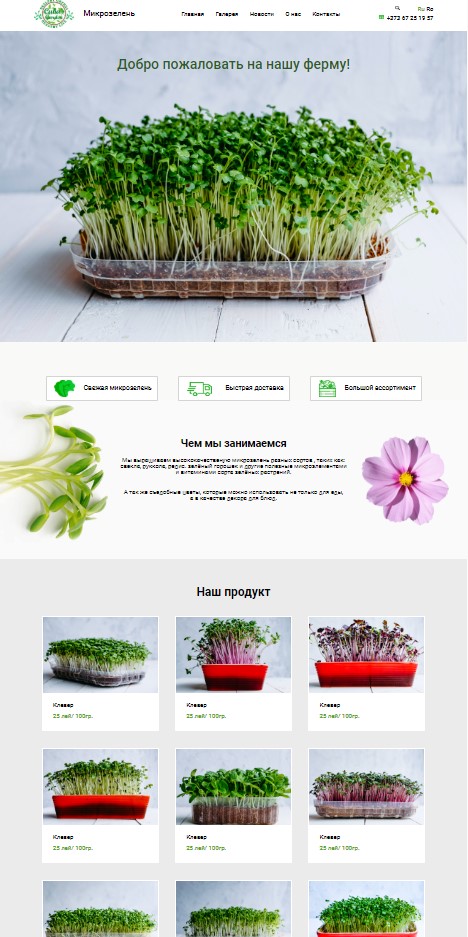 Микрозелень
Главная
Галерея
Новости
О нас
Контакты
Ru Ro
+373 67 25 19 57
Добро пожаловать на нашу ферму!
Свежая микрозелень
Быстрая доставка
Большой ассортимент
Чем мы занимаемся
Мы выращиваем высококачественую микрозелень разных сортов, таких как:
свекла, руккола, редис, зелёный горошек и другие полезные микроэлементами
и витаминами сорта зелёных растений.
А так же съедобные цветы, которые можно использовать не только для еды,
а в качестве декора для блюд.
Наш продукт
Клевер
25 лей/ 100гр.
Клевер
25 лей/ 100гр.
Клевер
25 лей/ 100гр.
Клевер
25 лей/ 100гр.
Клевер
25 лей/ 100гр.
Клевер
25 лей/ 100гр.